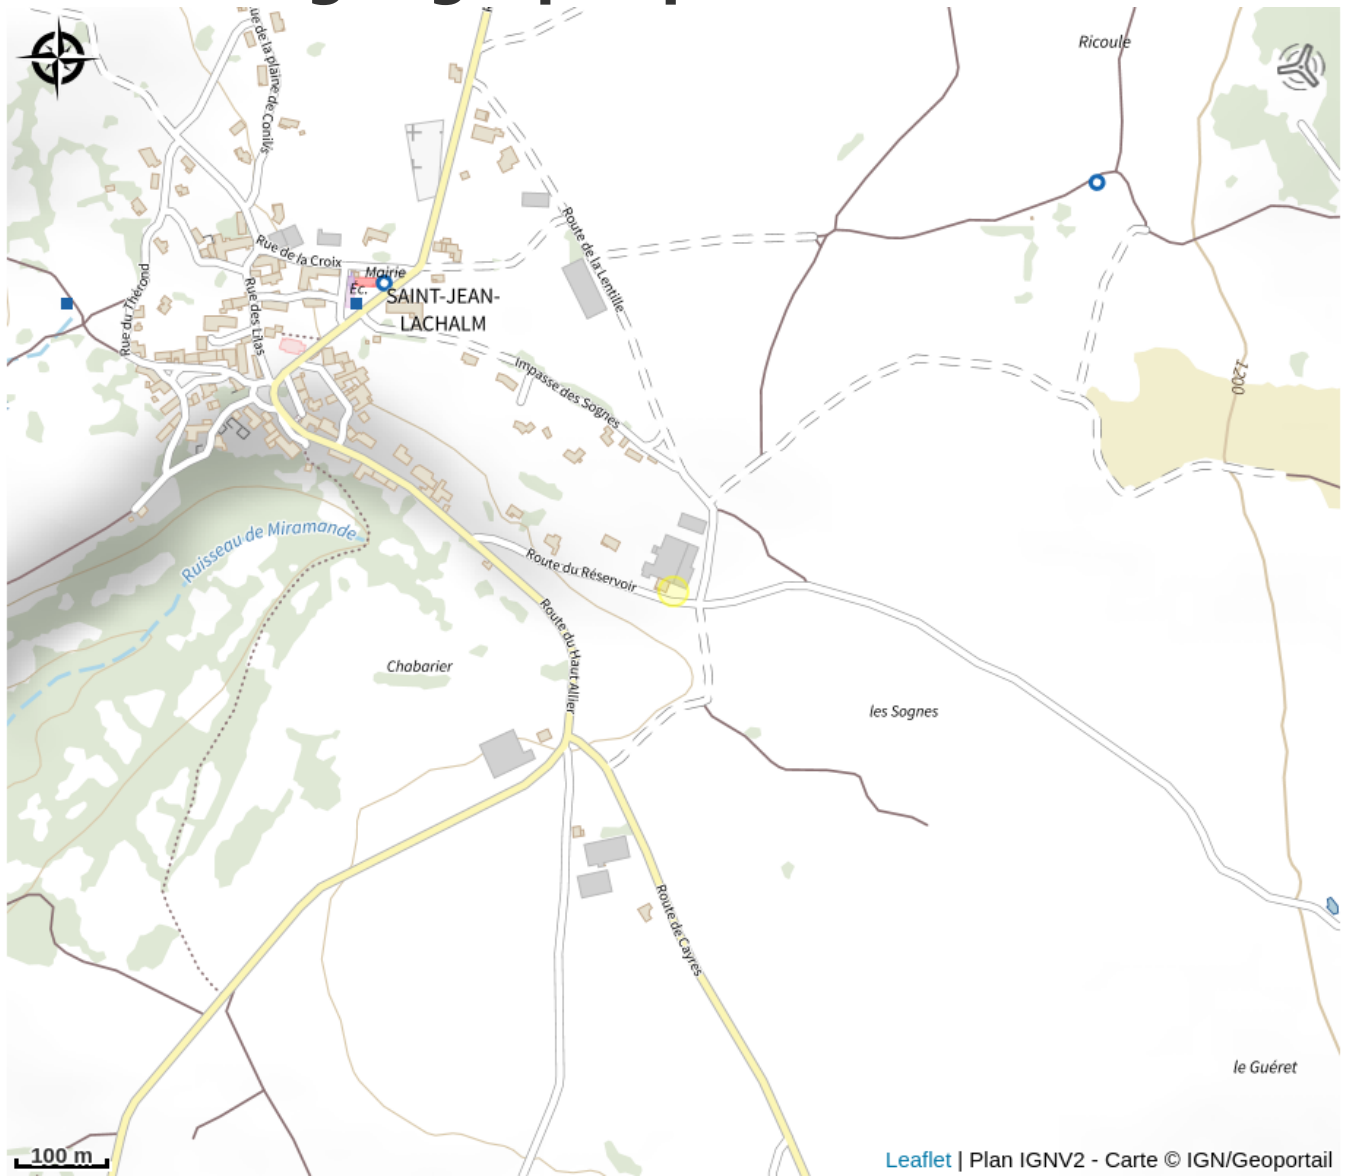 Ricoule
Rue de la plaine de Conilis
Rue de la Croix
Mairie
Éc.
SAINT-JEAN-
LACHALM
Route de la Lentille
Rue du Thérond
Rue des Lilas
Impasse des Sognes
1200
Ruisseau de Miramande
Route du Réservoir
Route du Haut Allier
Chabarier
les Sognes
Route de Cayres
le Guéret
100 m
Leaflet | Plan IGNV2 - Carte © IGN/Geoportail